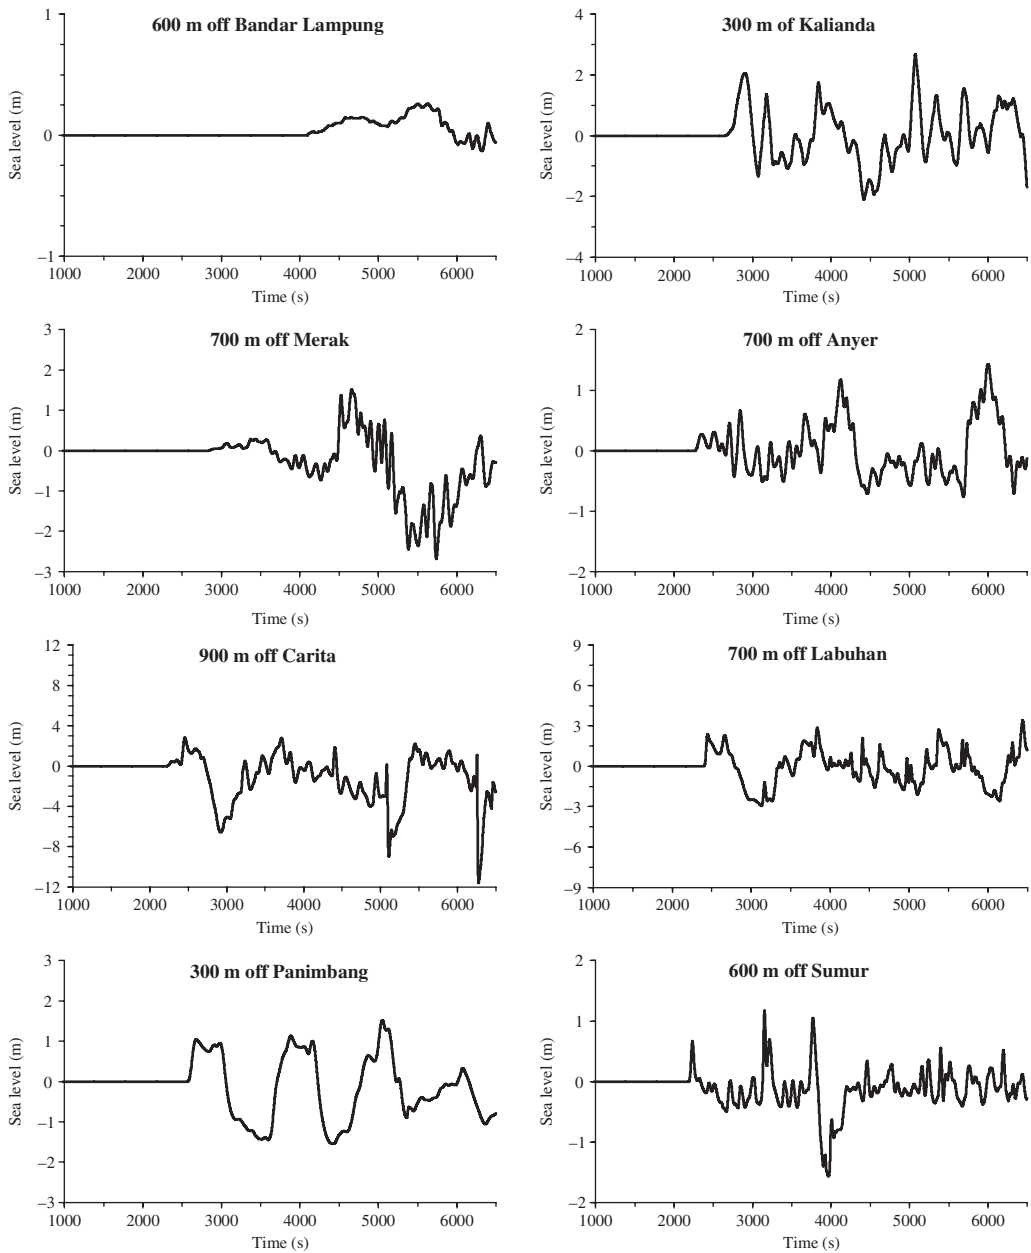 600 m off Bandar Lampung
1
0
–1
Sea level (m)
1000 2000 3000 4000 5000 6000
Time (s)
300 m of Kalianda
4
2
0
–2
–4
Sea level (m)
1000 2000 3000 4000 5000 6000
Time (s)
700 m off Merak
3
2
1
0
–1
–2
–3
Sea level (m)
1000 2000 3000 4000 5000 6000
Time (s)
700 m off Anyer
2
1
0
–1
–2
Sea level (m)
1000 2000 3000 4000 5000 6000
Time (s)
900 m off Carita
12
8
4
0
–4
–8
–12
Sea level (m)
1000 2000 3000 4000 5000 6000
Time (s)
700 m off Labuhan
9
6
3
0
–3
–6
–9
Sea level (m)
1000 2000 3000 4000 5000 6000
Time (s)
300 m off Panimbang
3
2
1
0
–1
–2
–3
Sea level (m)
1000 2000 3000 4000 5000 6000
Time (s)
600 m off Sumur
2
1
0
–1
–2
Sea level (m)
1000 2000 3000 4000 5000 6000
Time (s)